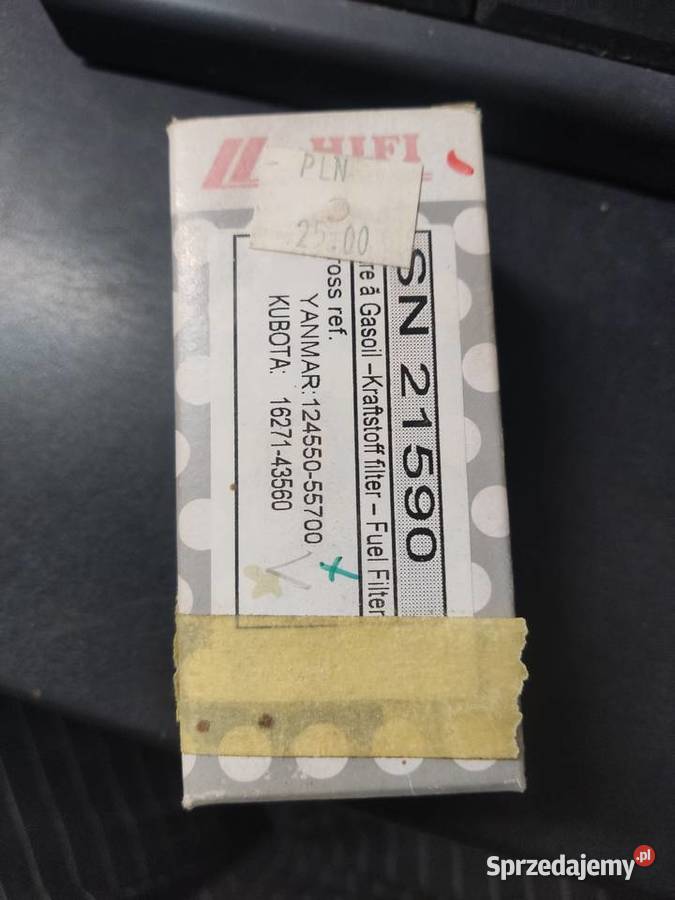 HIFI
PLN
25.00
SN 21590
re à Gasoil –Kraftstoff filter – Fuel Filter
ross ref.
YANMAR: 124550-55700
KUBOTA: 16271-43560
Sprzedajemy.pl